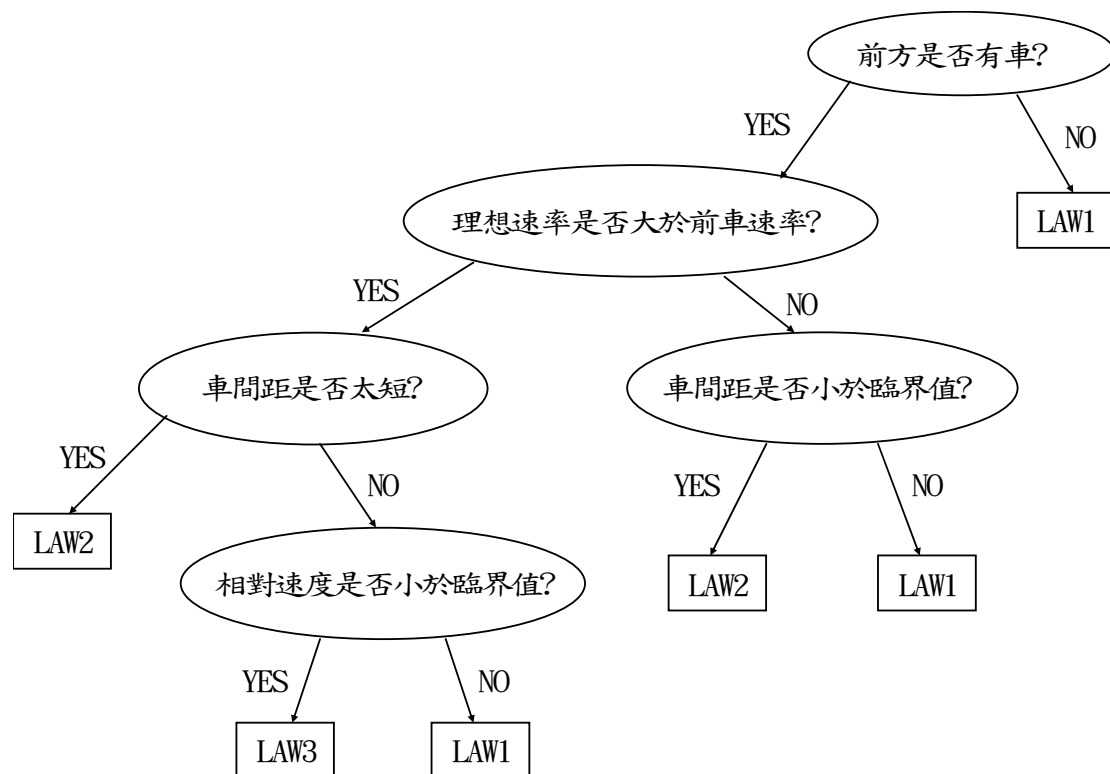 前方是否有車?
YES
NO
理想速率是否大於前車速率?
LAW1
YES
NO
車間距是否太短?
車間距是否小於臨界值?
YES
NO
YES
NO
LAW2
相對速度是否小於臨界值?
LAW2
LAW1
YES
NO
LAW3
LAW1